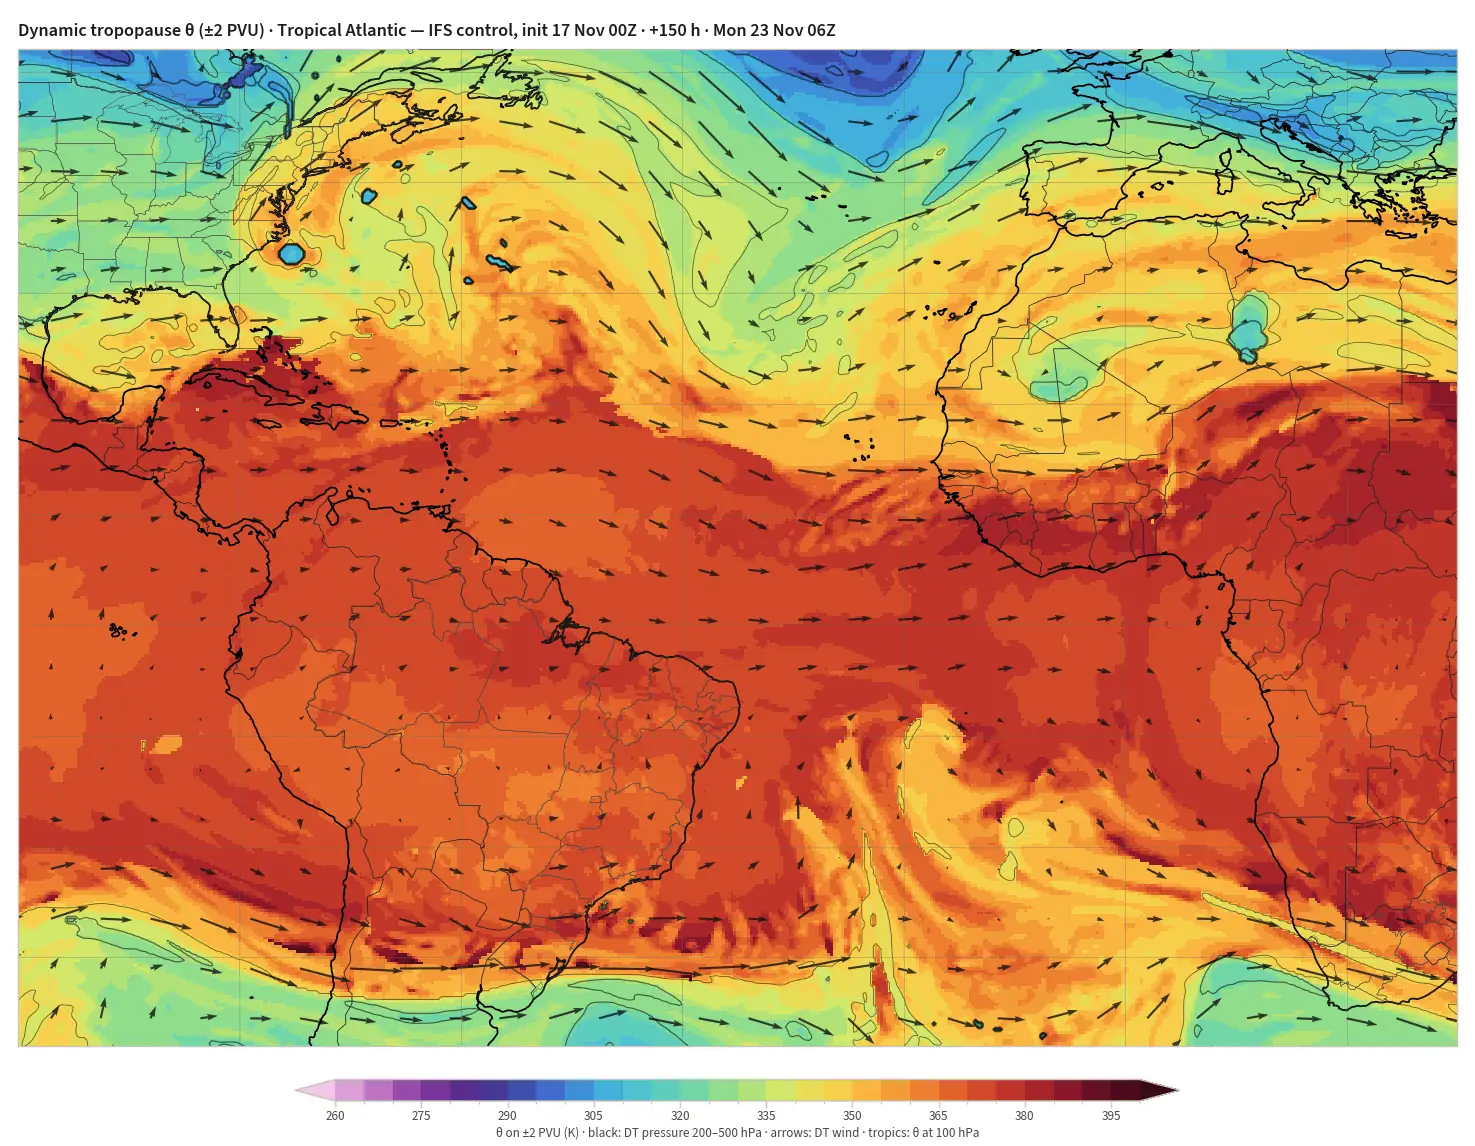 Dynamic tropopause θ (±2 PVU) · Tropical Atlantic — IFS control, init 17 Nov 00Z · +150 h · Mon 23 Nov 06Z
260 275 290 305 320 335 350 365 380 395
θ on ±2 PVU (K) · black: DT pressure 200–500 hPa · arrows: DT wind · tropics: θ at 100 hPa